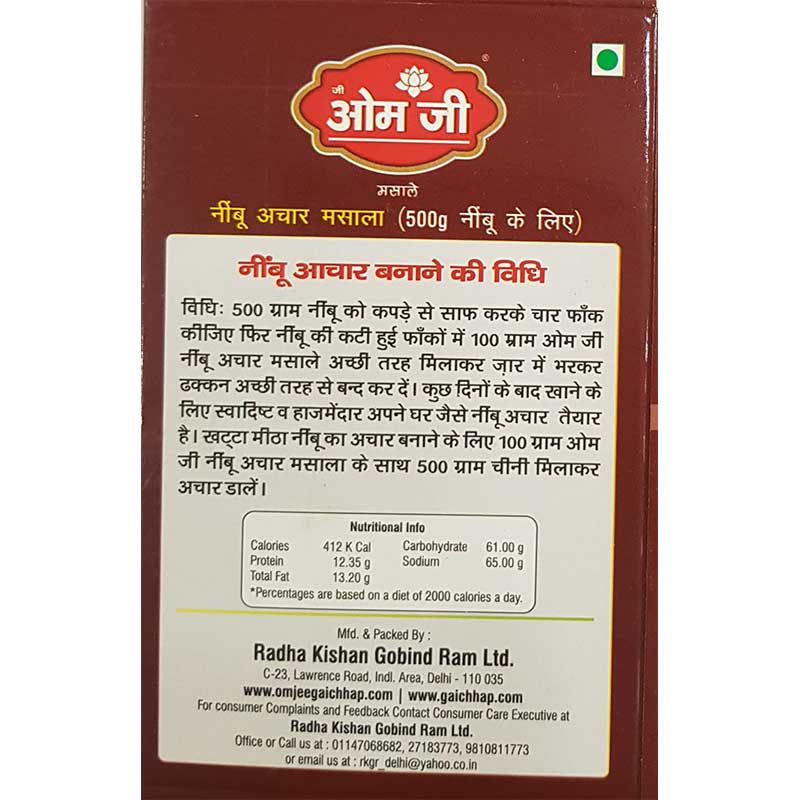 जी
ओम जी
®
मसाले
नींबू अचार मसाला (500g नींबू के लिए)
नींबू आचार बनाने की विधि
विधिः 500 ग्राम नींबू को कपड़े से साफ करके चार फाँक
कीजिए फिर नींबू की कटी हुई फाँकों में 100 ग्राम ओम जी
नींबू अचार मसाले अच्छी तरह मिलाकर ज़ार में भरकर
ढक्कन अच्छी तरह से बन्द कर दें। कुछ दिनों के बाद खाने के
लिए स्वादिष्ट व हाजमेंदार अपने घर जैसे नींबू अचार तैयार
है। खट्टा मीठा नींबू का अचार बनाने के लिए 100 ग्राम ओम
जी नींबू अचार मसाला के साथ 500 ग्राम चीनी मिलाकर
अचार डालें।
Nutritional Info
Calories 412 K Cal Carbohydrate 61.00 g
Protein 12.35 g Sodium 65.00 g
Total Fat 13.20 g
*Percentages are based on a diet of 2000 calories a day.
Mfd. & Packed By :
Radha Kishan Gobind Ram Ltd.
C-23, Lawrence Road, Indl. Area, Delhi - 110 035
www.omjeegaichhap.com | www.gaichhap.com
For consumer Complaints and Feedback Contact Consumer Care Executive at
Radha Kishan Gobind Ram Ltd.
Office or Call us at : 01147068682, 27183773, 9810811773
or email us at : rkgr_delhi@yahoo.co.in